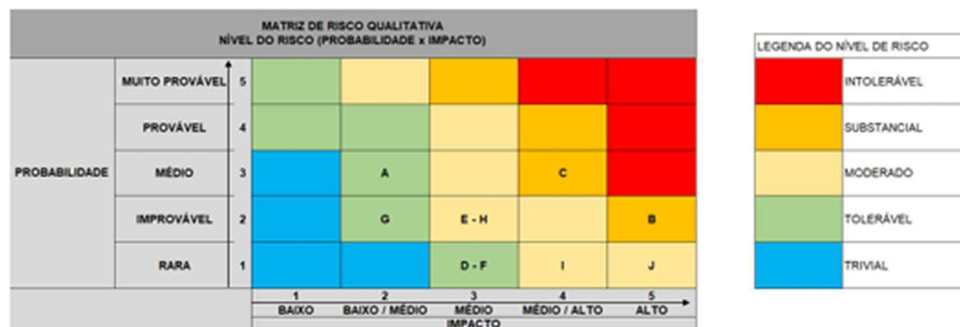 MATRIZ DE RISCO QUALITATIVA
NÍVEL DO RISCO (PROBABILIDADE x IMPACTO)
LEGENDA DO NÍVEL DE RISCO
MUITO PROVÁVEL 5
INTOLERÁVEL
PROVÁVEL 4
SUBSTANCIAL
PROBABILIDADE MÉDIO 3 A C
MODERADO
IMPROVÁVEL 2 G E - H B
TOLERÁVEL
RARA 1 D - F I J
TRIVIAL
1 2 3 4 5
BAIXO BAIXO / MÉDIO MÉDIO MÉDIO / ALTO ALTO
IMPACTO